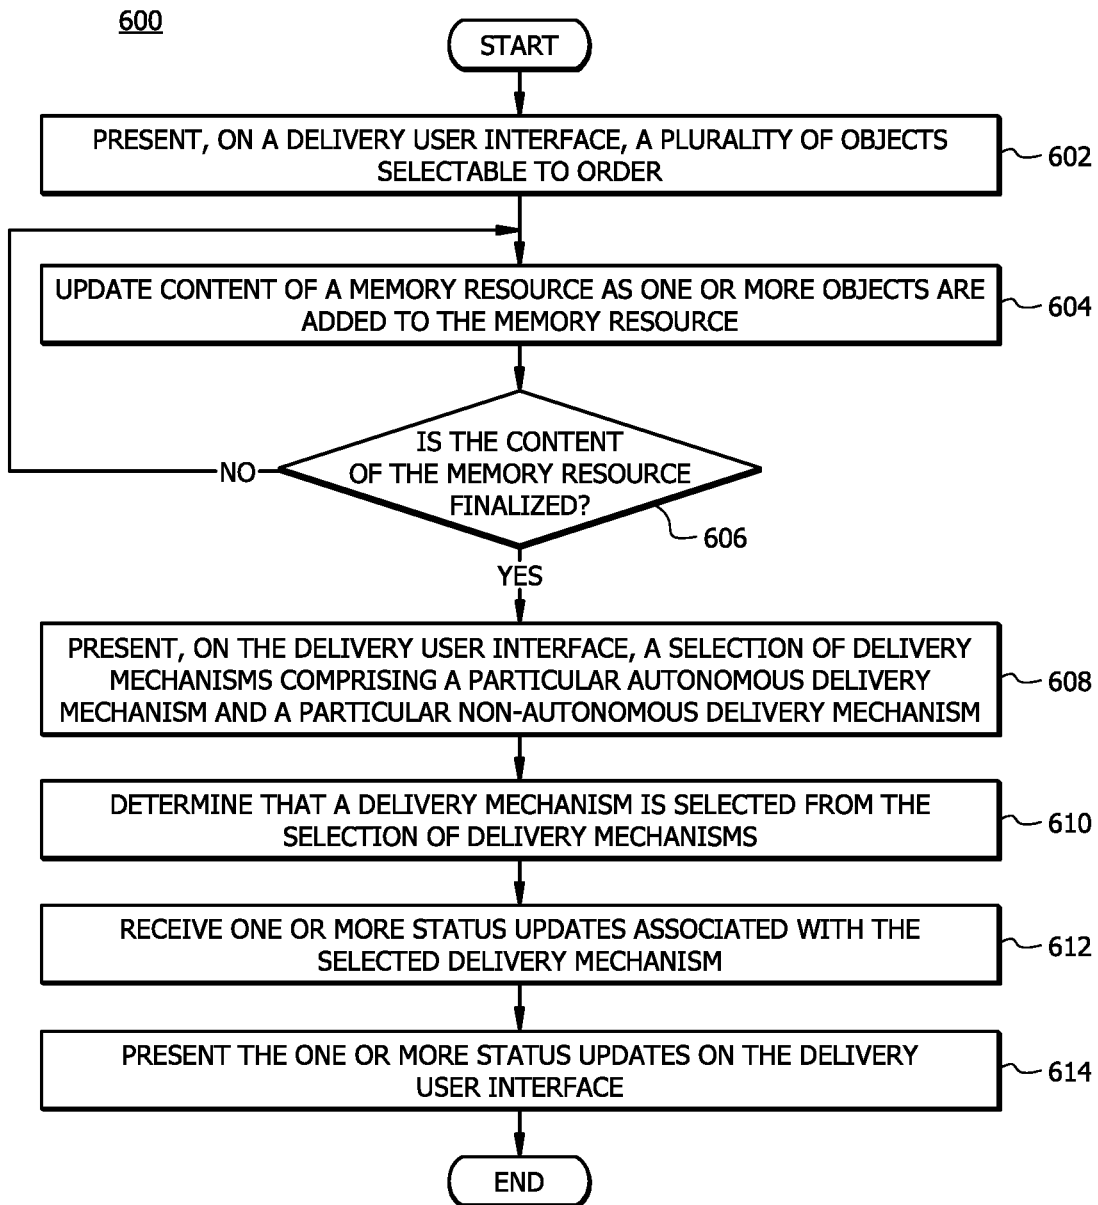 600
START
PRESENT, ON A DELIVERY USER INTERFACE, A PLURALITY OF OBJECTS
SELECTABLE TO ORDER
602
UPDATE CONTENT OF A MEMORY RESOURCE AS ONE OR MORE OBJECTS ARE
ADDED TO THE MEMORY RESOURCE
604
IS THE CONTENT
OF THE MEMORY RESOURCE
FINALIZED?
NO
606
YES
PRESENT, ON THE DELIVERY USER INTERFACE, A SELECTION OF DELIVERY
MECHANISMS COMPRISING A PARTICULAR AUTONOMOUS DELIVERY
MECHANISM AND A PARTICULAR NON-AUTONOMOUS DELIVERY MECHANISM
608
DETERMINE THAT A DELIVERY MECHANISM IS SELECTED FROM THE
SELECTION OF DELIVERY MECHANISMS
610
RECEIVE ONE OR MORE STATUS UPDATES ASSOCIATED WITH THE
SELECTED DELIVERY MECHANISM
612
PRESENT THE ONE OR MORE STATUS UPDATES ON THE DELIVERY
USER INTERFACE
614
END